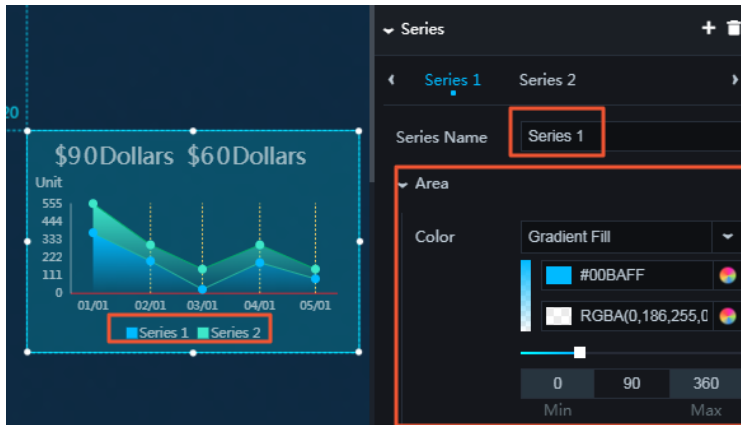 20
$90Dollars $60Dollars
Unit
555
444
333
222
111
0
01/01 02/01 03/01 04/01 05/01
Series 1 Series 2
Series
Series 1 Series 2
Series Name Series 1
Area
Color Gradient Fill
#00BAFF
RGBA(0,186,255,0
0 90 360
Min Max